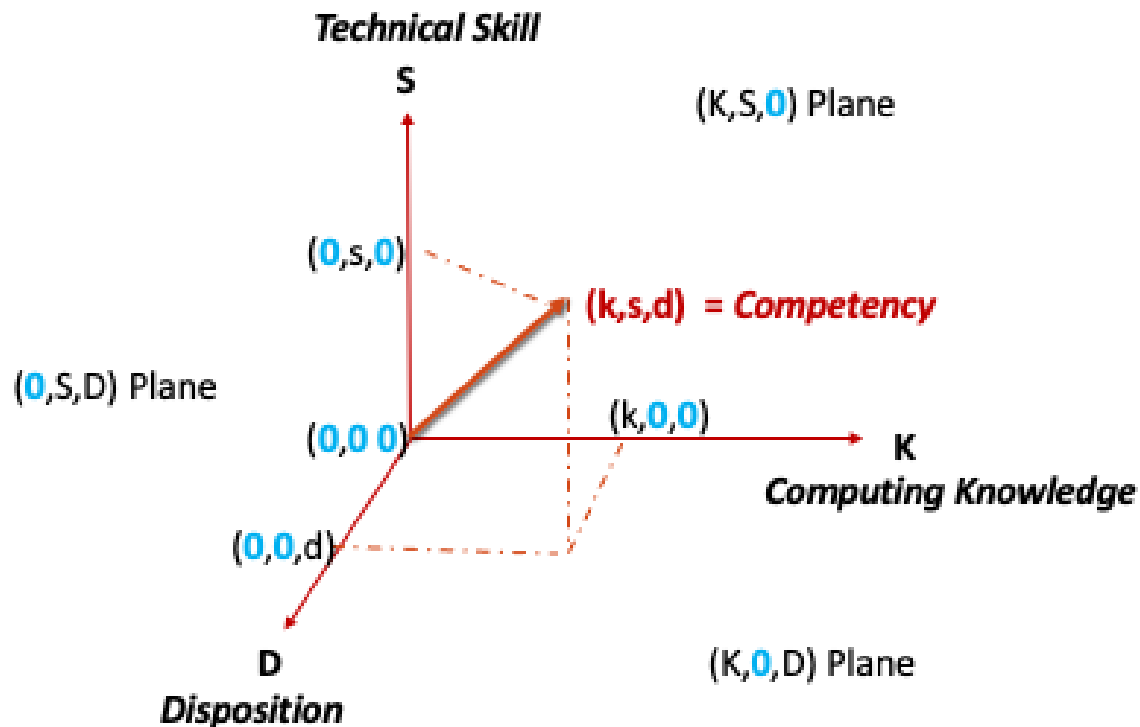 Technical Skill
S
(K,S,0) Plane
(0,s,0)
(k,s,d) = Competency
(0,S,D) Plane
(k,0,0)
(0,0 0)
K
Computing Knowledge
(0,0,d)
D
Disposition
(K,0,D) Plane